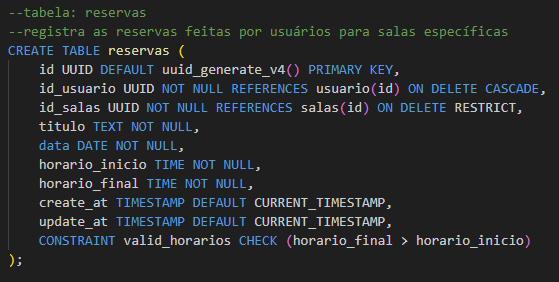 --tabela: reservas
--registra as reservas feitas por usuários para salas específicas
CREATE TABLE reservas (
    id UUID DEFAULT uuid_generate_v4() PRIMARY KEY,
    id_usuario UUID NOT NULL REFERENCES usuario(id) ON DELETE CASCADE,
    id_salas UUID NOT NULL REFERENCES salas(id) ON DELETE RESTRICT,
    titulo TEXT NOT NULL,
    data DATE NOT NULL,
    horario_inicio TIME NOT NULL,
    horario_final TIME NOT NULL,
    create_at TIMESTAMP DEFAULT CURRENT_TIMESTAMP,
    update_at TIMESTAMP DEFAULT CURRENT_TIMESTAMP,
    CONSTRAINT valid_horarios CHECK (horario_final > horario_inicio)
);